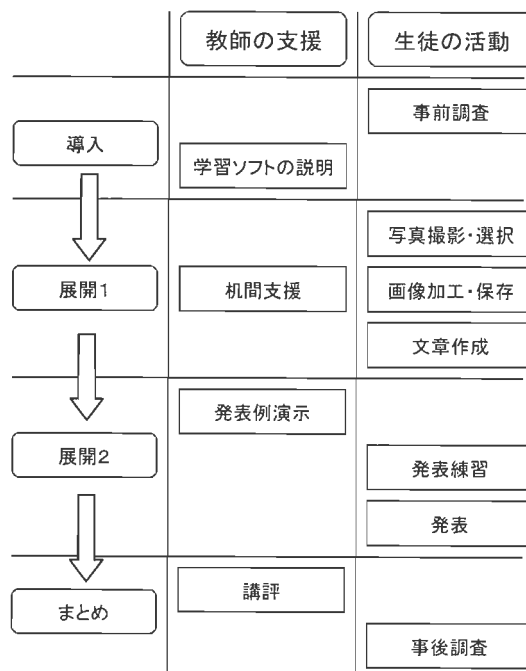 教師の支援
生徒の活動
事前調査
導入
学習ソフトの説明
写真撮影・選択
展開1
机間支援
画像加工・保存
文章作成
発表例演示
展開2
発表練習
発表
講評
まとめ
事後調査